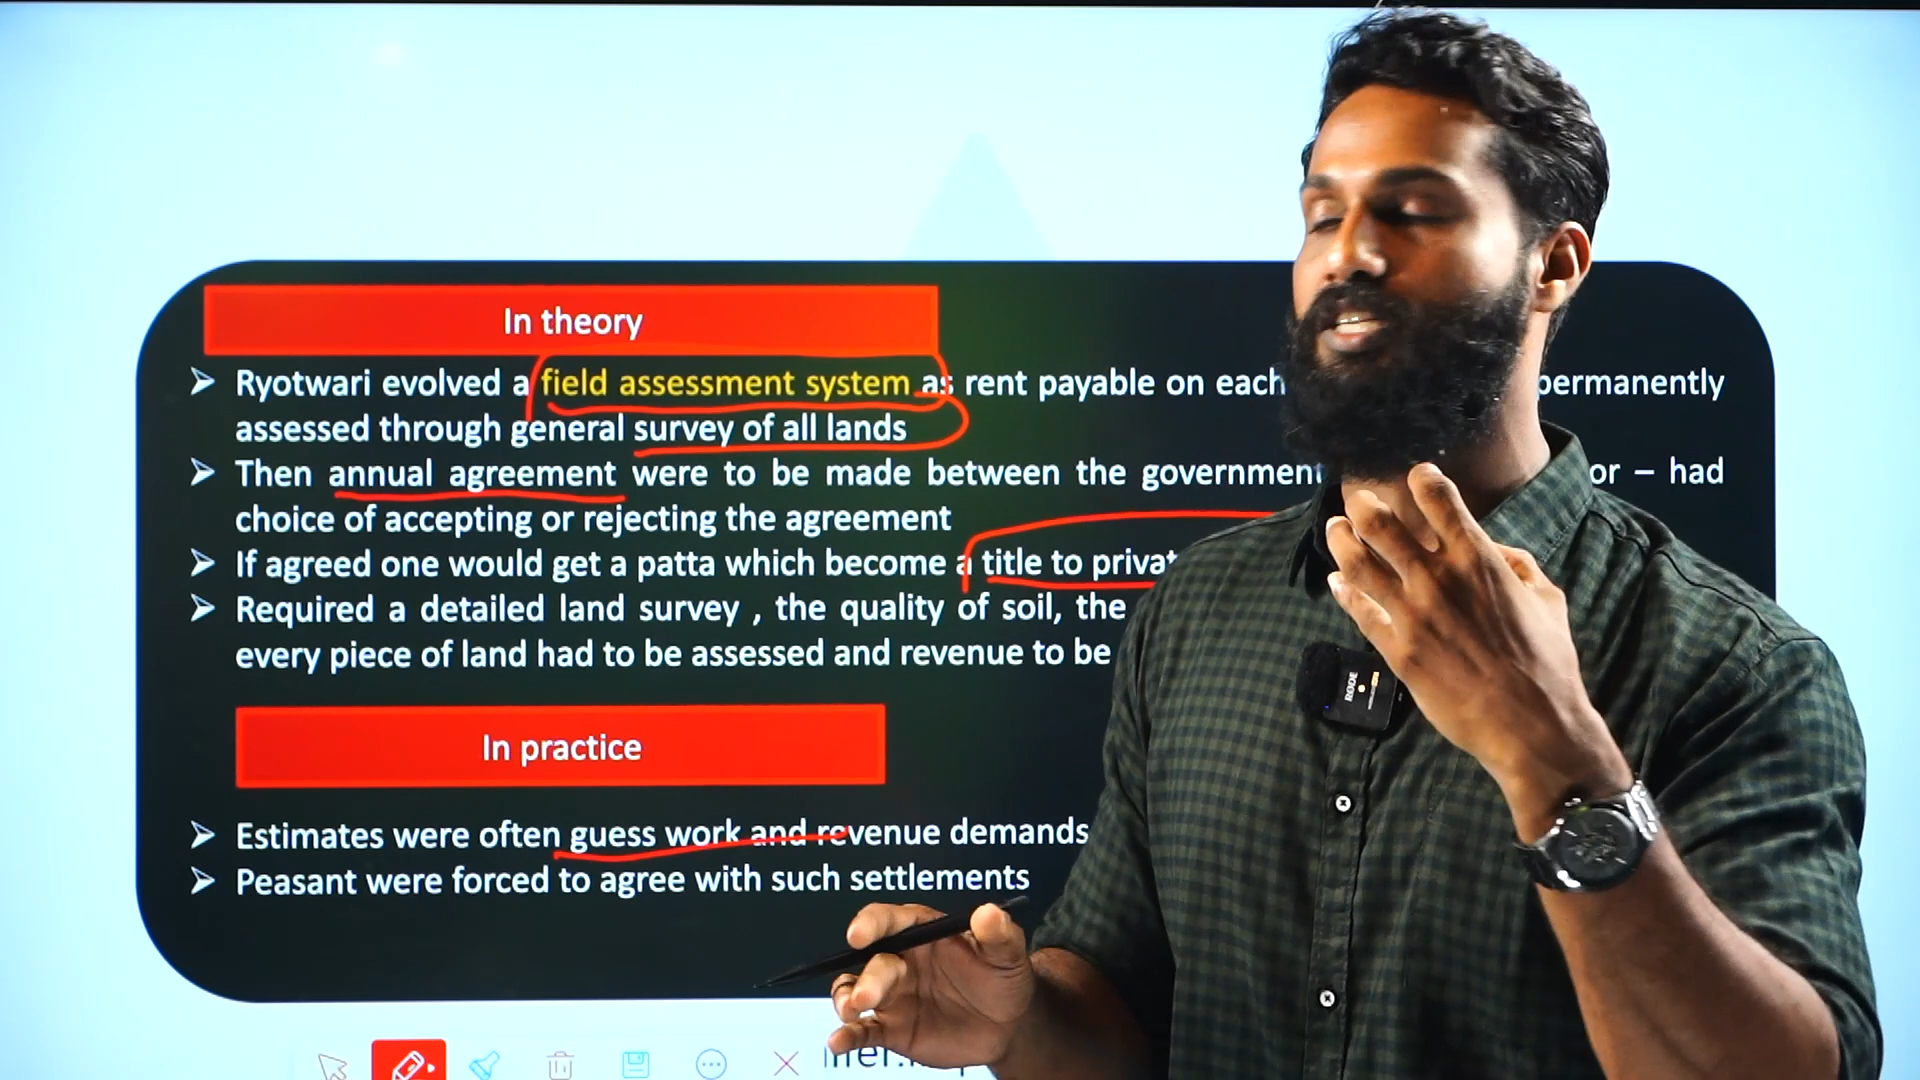 In theory
➢ Ryotwari evolved a field assessment system as rent payable on each permanently
assessed through general survey of all lands
➢ Then annual agreement were to be made between the government or – had
choice of accepting or rejecting the agreement
➢ If agreed one would get a patta which become a title to privat
➢ Required a detailed land survey , the quality of soil, the
every piece of land had to be assessed and revenue to be
RODE
In practice
➢ Estimates were often guess work and revenue demands
➢ Peasant were forced to agree with such settlements